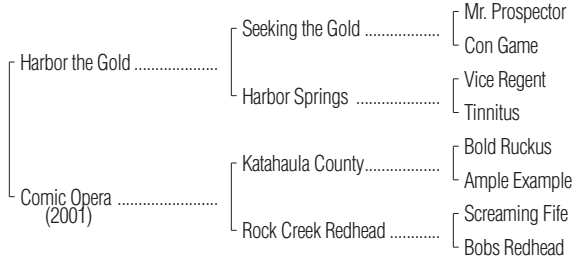 Mr. Prospector
Seeking the Gold ..................
Con Game
Harbor the Gold ....................
Vice Regent
Harbor Springs ....................
Tinnitus
Bold Ruckus
Katahaula County..................
Ample Example
Comic Opera ........................
(2001)
Screaming Fife
Rock Creek Redhead ............
Bobs Redhead